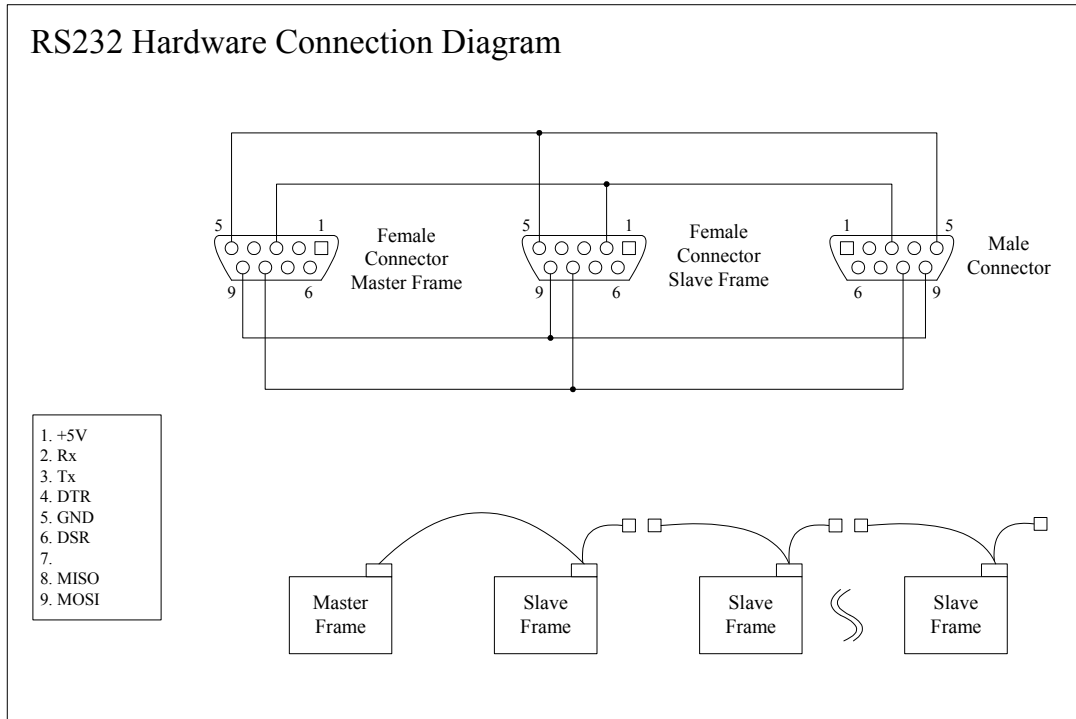 RS232 Hardware Connection Diagram
5
1
Female
Connector
Master Frame
9
6
5
1
Female
Connector
Slave Frame
9
6
1
5
Male
Connector
6
9
1. +5V
2. Rx
3. Tx
4. DTR
5. GND
6. DSR
7.
8. MISO
9. MOSI
Master
Frame
Slave
Frame
Slave
Frame
Slave
Frame